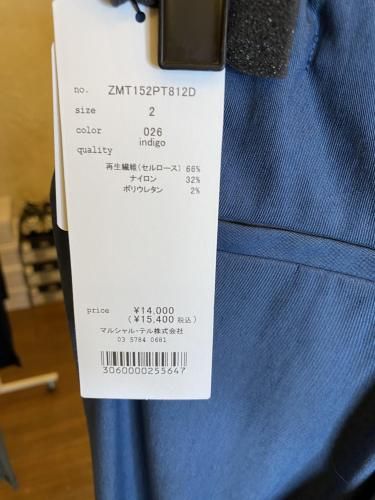 no. ZMT152PT812D
size 2
color 026
indigo
quality
再生繊維(セルロース) 66%
ナイロン 32%
ポリウレタン 2%
price ¥14,000
(¥15,400 税込)
マルシャル・テル株式会社
03 5784 0681
3060000255647